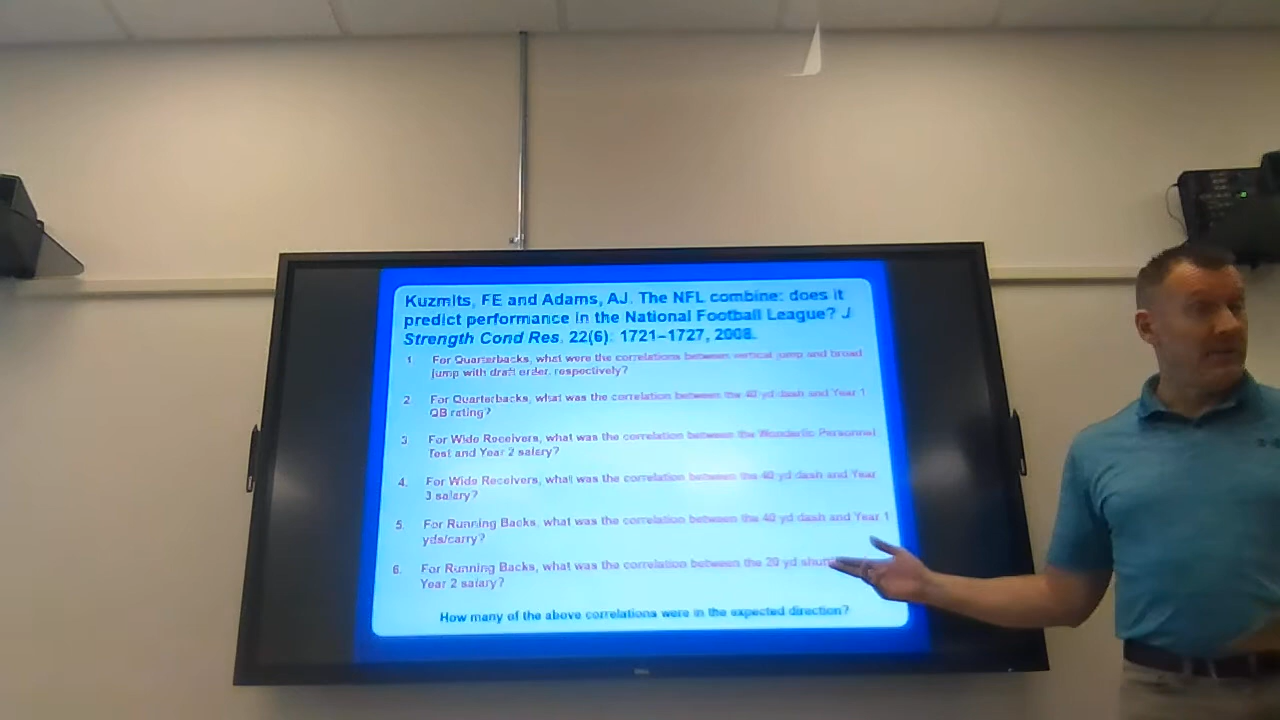 Kuzmits, FE and Adams, AJ. The NFL combine: does it
predict performance in the National Football League? J
Strength Cond Res, 22(6): 1721–1727, 2008.
1. For Quarterbacks, what were the correlations between vertical jump and broad
jump with draft order, respectively?
2. For Quarterbacks, what was the correlation between the 40 yd dash and Year 1
QB rating?
3 For Wide Receivers, what was the correlation between the Wonderlic Personnel
Test and Year 2 salary?
4. For Wide Receivers, what was the correlation between the 40 yd dash and Year
3 salary?
5. For Running Backs, what was the correlation between the 40 yd dash and Year 1
yds/carry?
6. For Running Backs, what was the correlation between the 20 yd
Year 2 salary?
How many of the above correlations were in the expected direction?